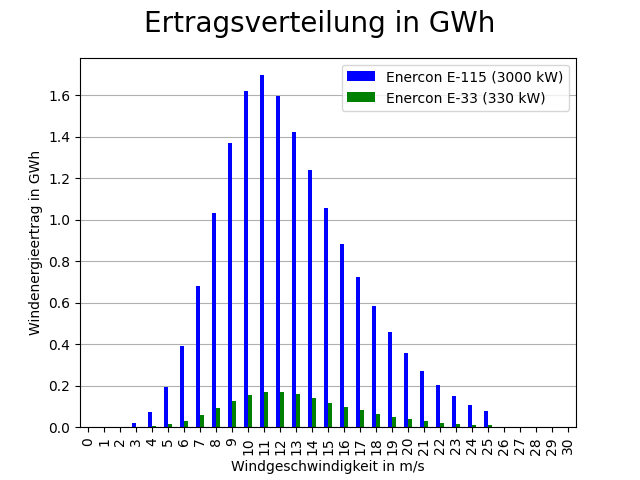 Ertragsverteilung in GWh
Enercon E-115 (3000 kW)
Enercon E-33 (330 kW)
Windenergieertrag in GWh
1.6
1.4
1.2
1.0
0.8
0.6
0.4
0.2
0.0
0 1 2 3 4 5 6 7 8 9 10 11 12 13 14 15 16 17 18 19 20 21 22 23 24 25 26 27 28 29 30
Windgeschwindigkeit in m/s